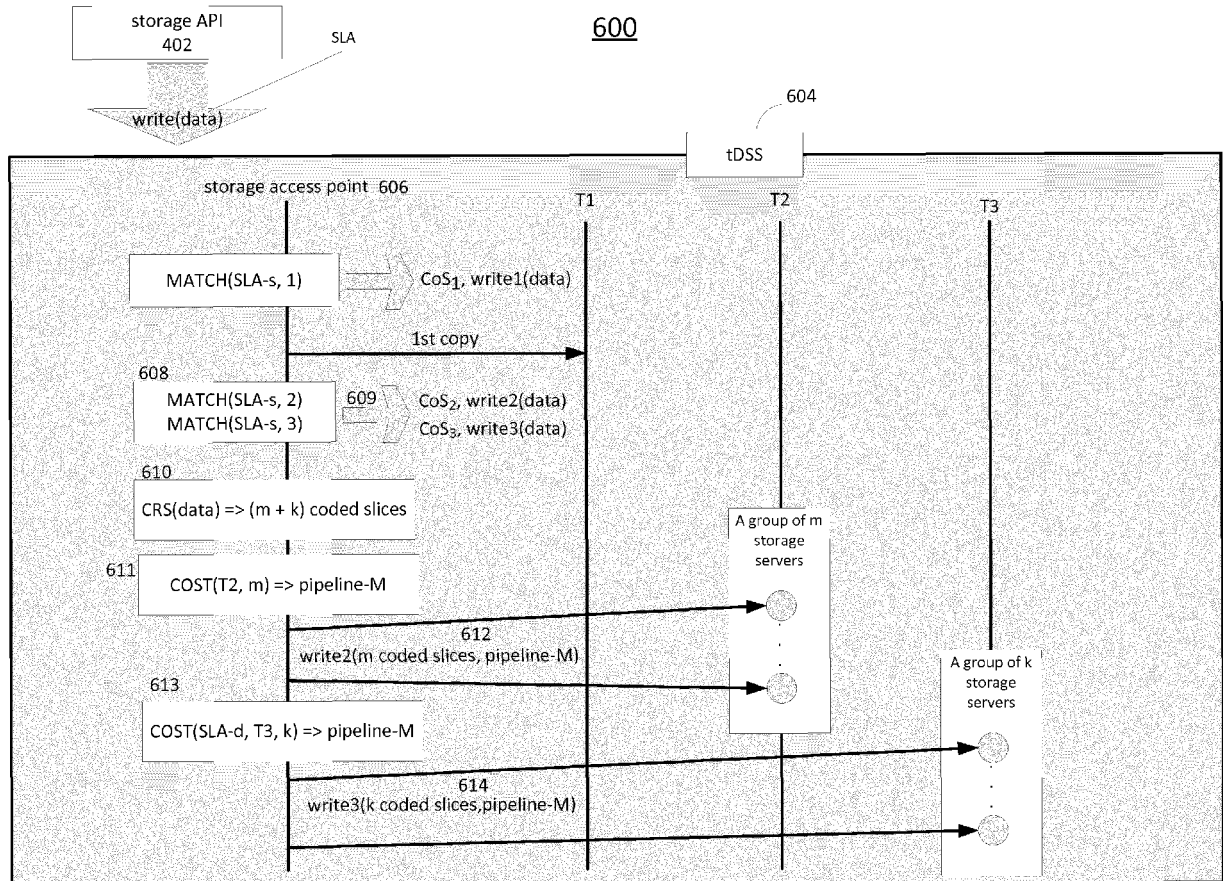 600
storage API
402
SLA
write(data)
604
tDSS
storage access point 606
T1
T2
T3
MATCH(SLA-s, 1)
CoS1, write1(data)
1st copy
608
MATCH(SLA-s, 2)
MATCH(SLA-s, 3)
609
CoS2, write2(data)
CoS3, write3(data)
610
CRS(data) => (m + k) coded slices
A group of m
storage
servers
611
COST(T2, m) => pipeline-M
612
write2(m coded slices, pipeline-M)
A group of k
storage
servers
613
COST(SLA-d, T3, k) => pipeline-M
614
write3(k coded slices,pipeline-M)